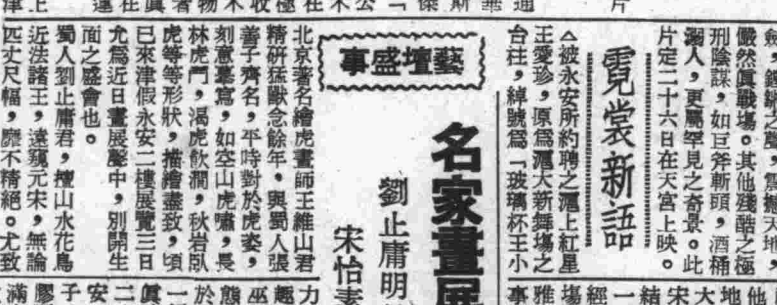 儼然眞戰場。其他殘酷之極
刑陰謀，如巨斧斬頭，酒桶
溺人，更屬罕見之奇景。此
片定二十六日在天宮上映。
霓裳新語
△被永安所約聘之滬上紅星
王愛珍，原爲滬大新舞塲之
台柱，綽號爲「玻璃杯王小
藝壇盛事
名家畫展
劉止庸明
宋怡素
北京著名繪虎畫師王維山君
精硏猛獸念餘年。與蜀人張
善子齊名，平時對於虎姿，
刻意臺寫，如空山虎嘯，長
林虎鬥，渴虎飲澗，秋岩臥
虎等等形狀，描繪盡致，頃
已來津假永安二樓展覽三日
允爲近日畫展聲中，別開生
面之盛會也。
蜀人劉止庸君，擅山水花鳥
近法諸王，遠窺元宋，無論
匹丈尺幅，靡不精絕。尤致